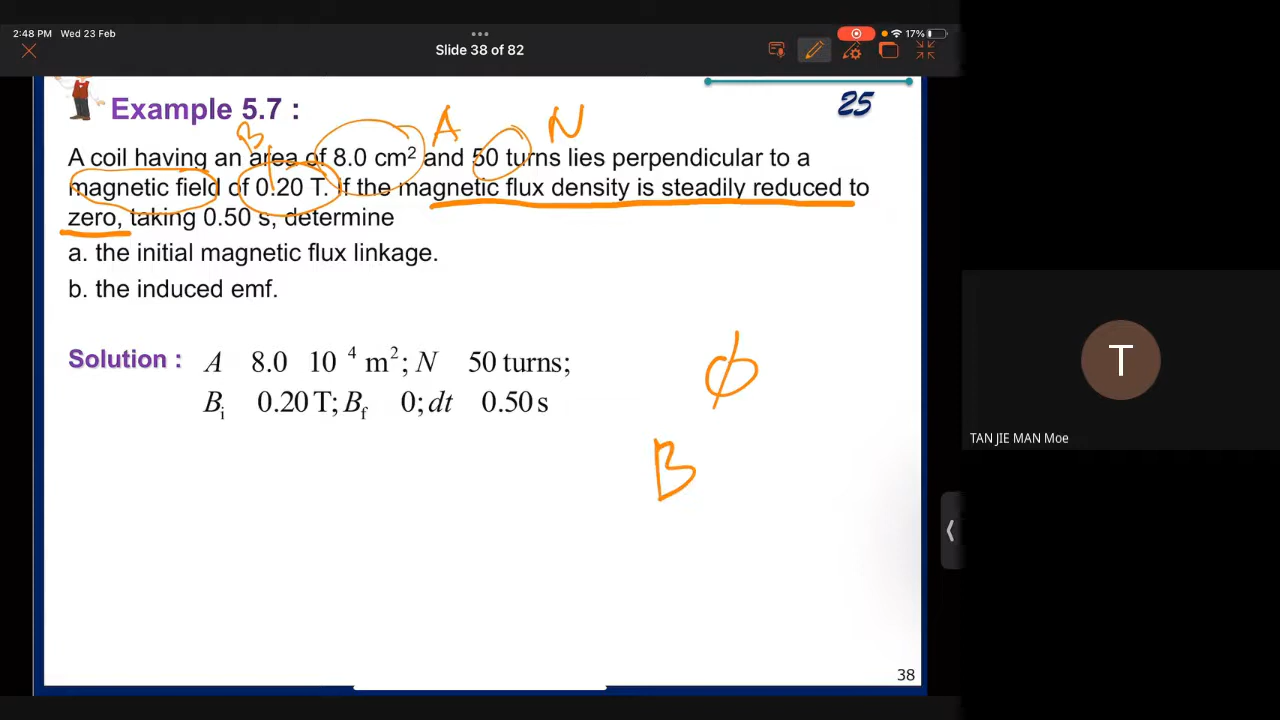 2:48 PM Wed 23 Feb
17%
Slide 38 of 82
Example 5.7 :
25
B
A
N
A coil having an area of 8.0 cm² and 50 turns lies perpendicular to a
magnetic field of 0.20 T. If the magnetic flux density is steadily reduced to
zero, taking 0.50 s, determine
a. the initial magnetic flux linkage.
b. the induced emf.
Solution : A 8.0 10 ⁴ m²; N 50 turns;
Bᵢ 0.20 T; B_f 0; dt 0.50 s
ϕ
B
T
TAN JIE MAN Moe
38